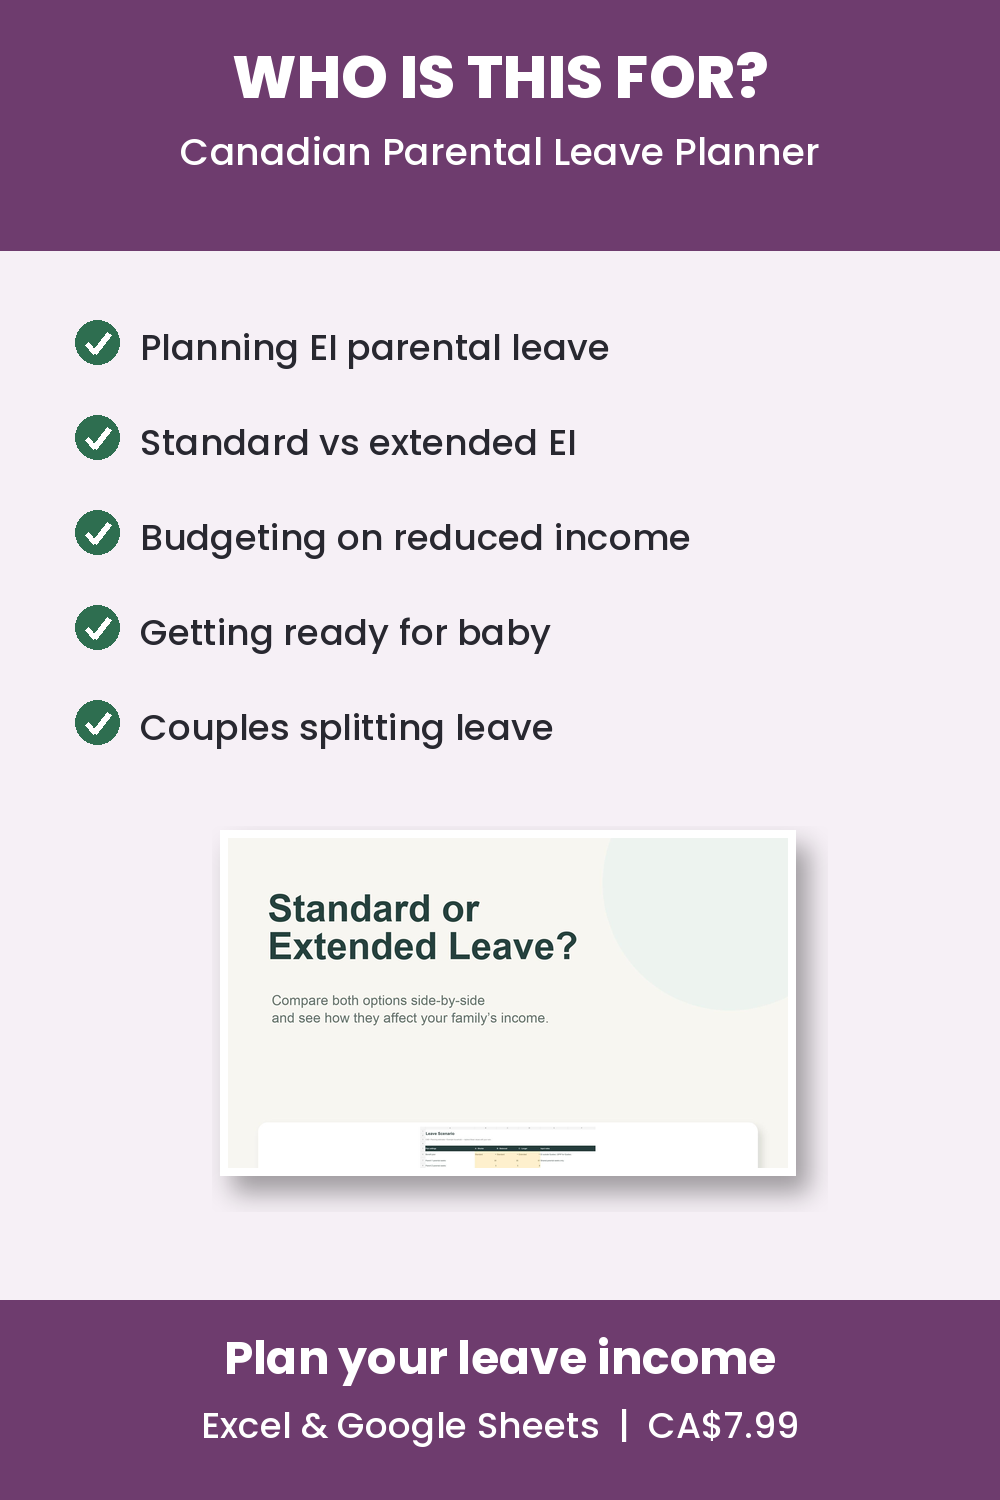 WHO IS THIS FOR?
Canadian Parental Leave Planner
Planning EI parental leave
Standard vs extended EI
Budgeting on reduced income
Getting ready for baby
Couples splitting leave
Standard or
Extended Leave?
Compare both options side-by-side
and see how they affect your family’s income.
Leave Scenario
Plan your leave income
Excel & Google Sheets | CA$7.99